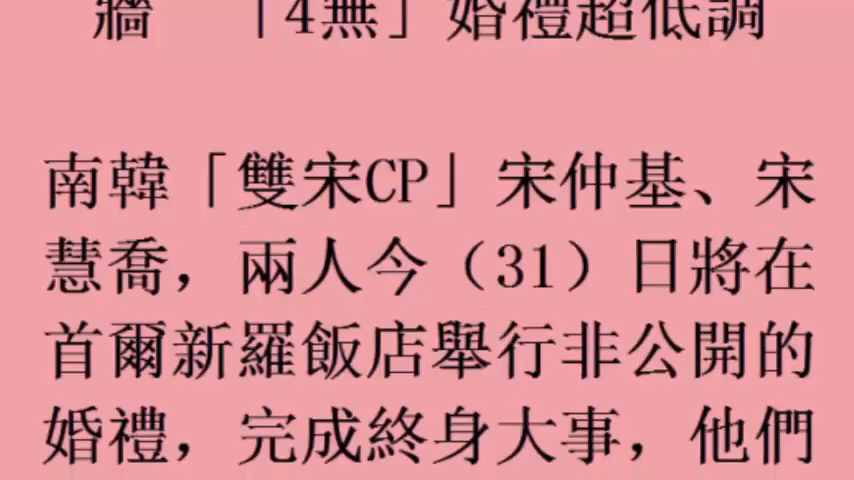 牆 「4無」婚禮超低調
南韓「雙宋CP」宋仲基、宋
慧喬，兩人今（31）日將在
首爾新羅飯店舉行非公開的
婚禮，完成終身大事，他們